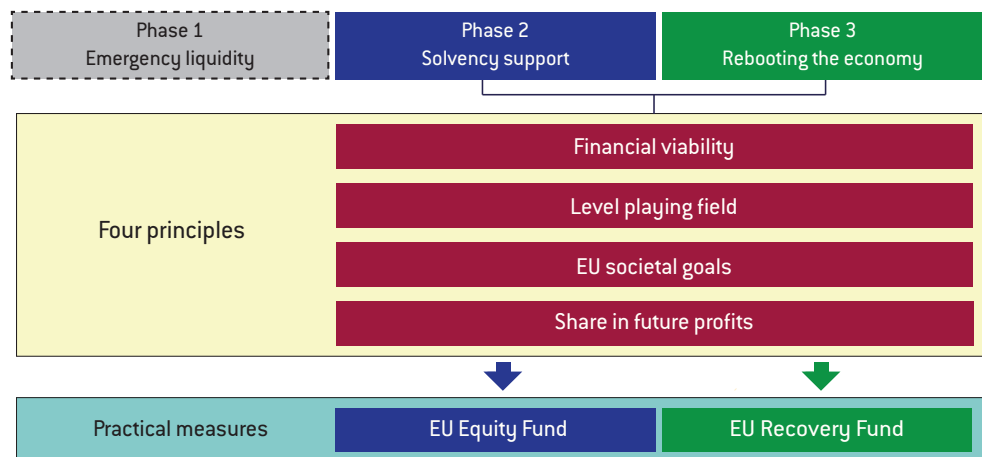 Phase 1
Emergency liquidity
Phase 2
Solvency support
Phase 3
Rebooting the economy
Four principles
Financial viability
Level playing field
EU societal goals
Share in future profits
Practical measures
EU Equity Fund
EU Recovery Fund